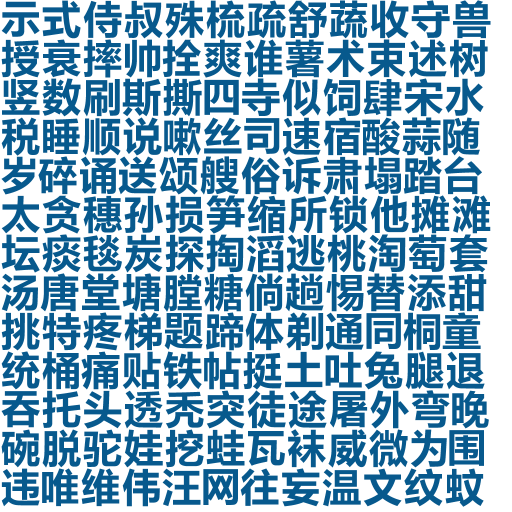 示式侍叔殊梳疏舒蔬收守兽
授衰摔帅拴爽谁薯术束述树
竖数刷斯撕四寺似饲肆宋水
税睡顺说嗽丝司速宿酸蒜随
岁碎诵送颂艘俗诉肃塌踏台
太贪穗孙损笋缩所锁他摊滩
坛痰毯炭探掏滔逃桃淘萄套
汤唐堂塘膛糖倘趟惕替添甜
挑特疼梯题蹄体剃通同桐童
统桶痛贴铁帖挺土吐兔腿退
吞托头透秃突徒途屠外弯晚
碗脱驼娃挖蛙瓦袜威微为围
违唯维伟汪网往妄温文纹蚊